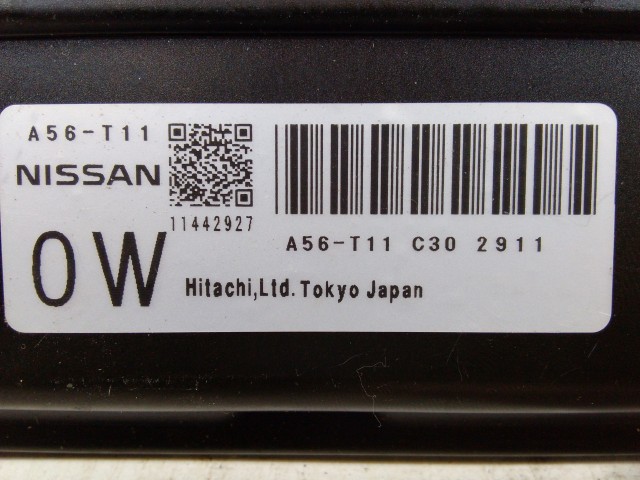 A56-T11
NISSAN
11442927
0W
A56-T11 C30 2911
Hitachi,Ltd. Tokyo Japan